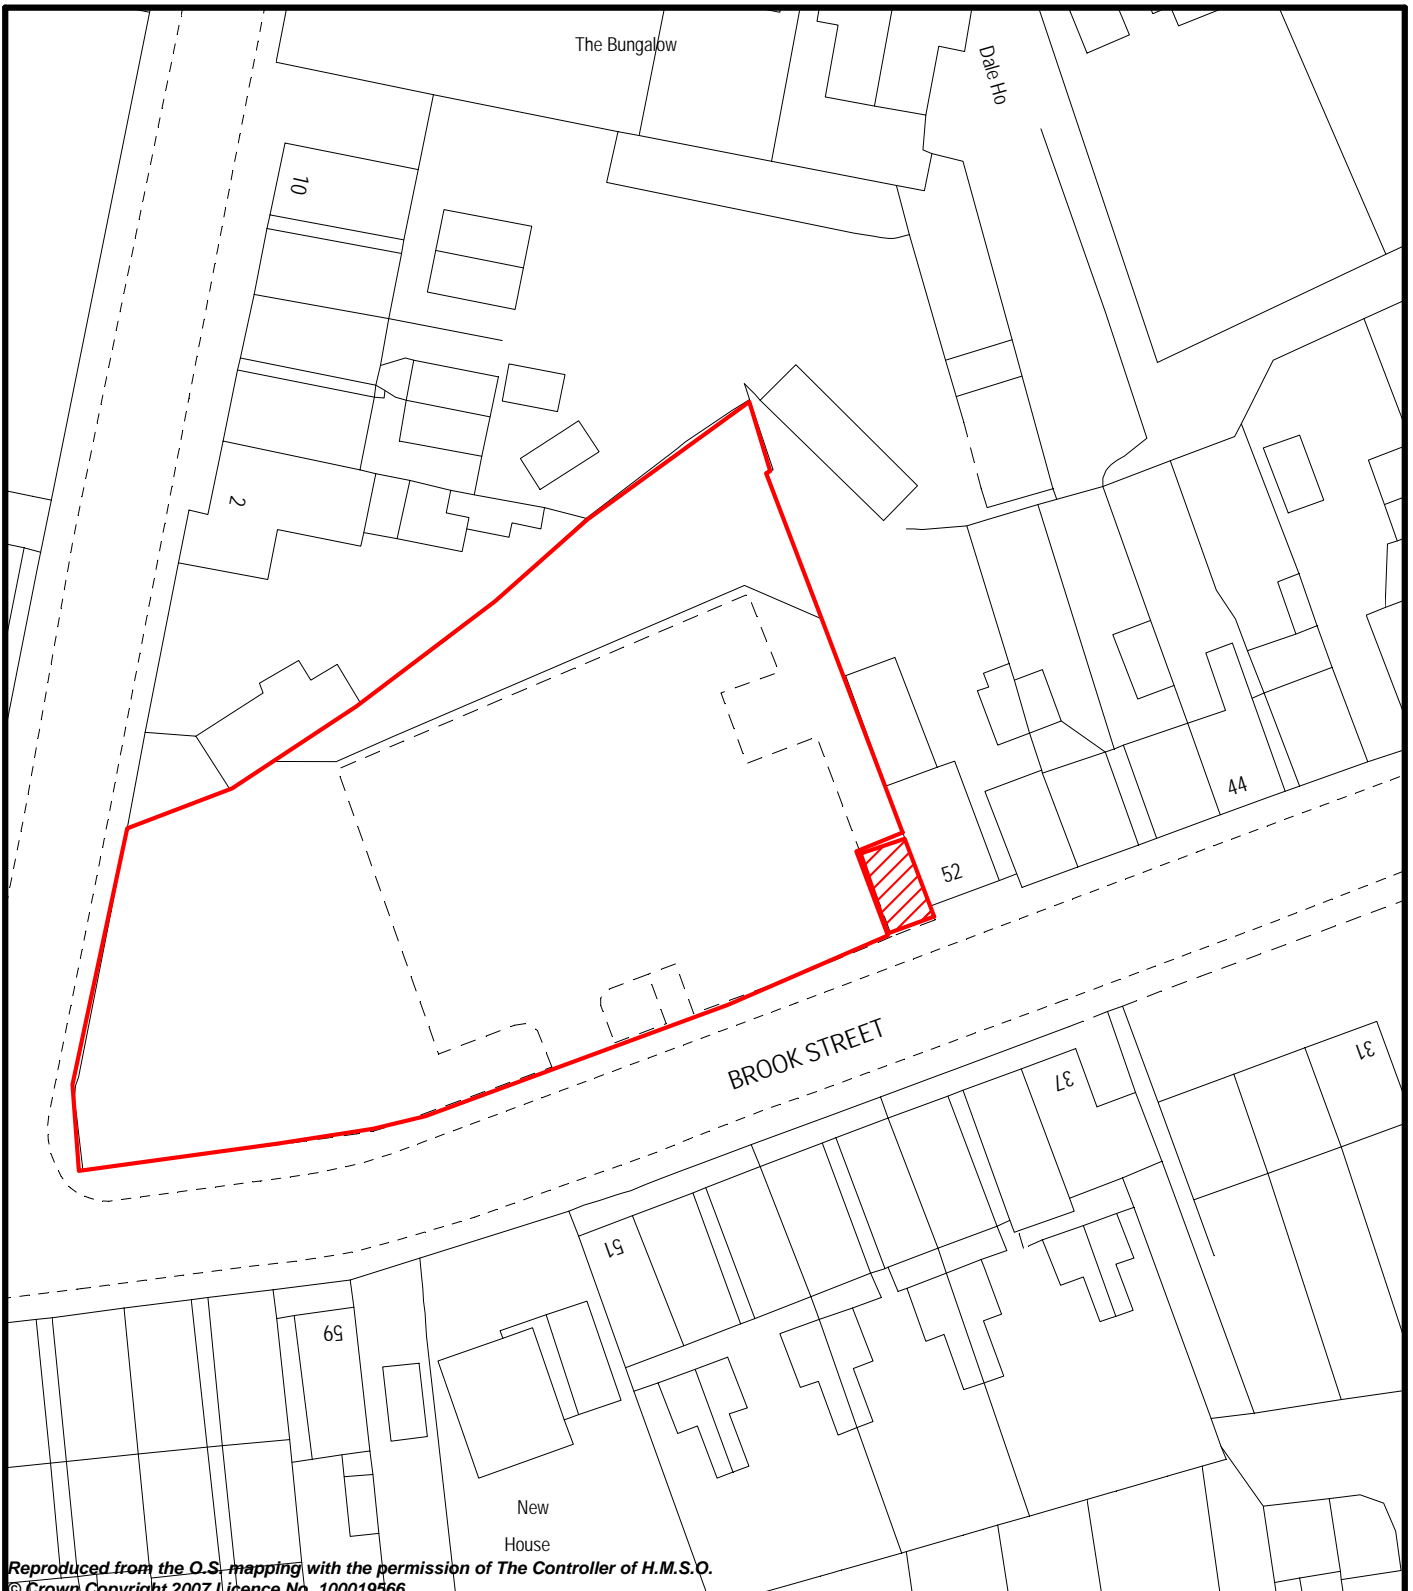 The Bungalow
Dale Ho
10
2
44
52
BROOK STREET
31
37
51
59
New
House
Reproduced from the O.S. mapping with the permission of The Controller of H.M.S.O.
© Crown Copyright 2007 Licence No. 100019566